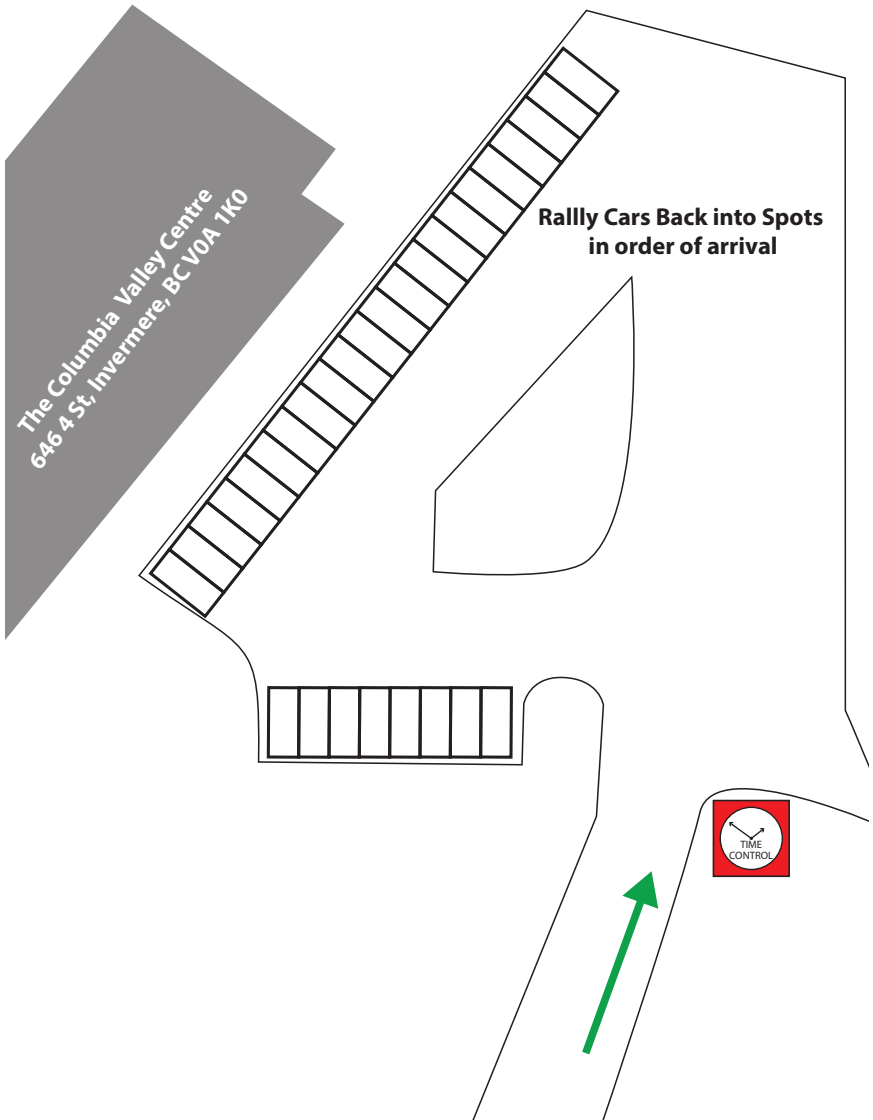 The Columbia Valley Centre
646 4 St, Invermere, BC V0A 1K0
Rallly Cars Back into Spots
in order of arrival
TIME
CONTROL